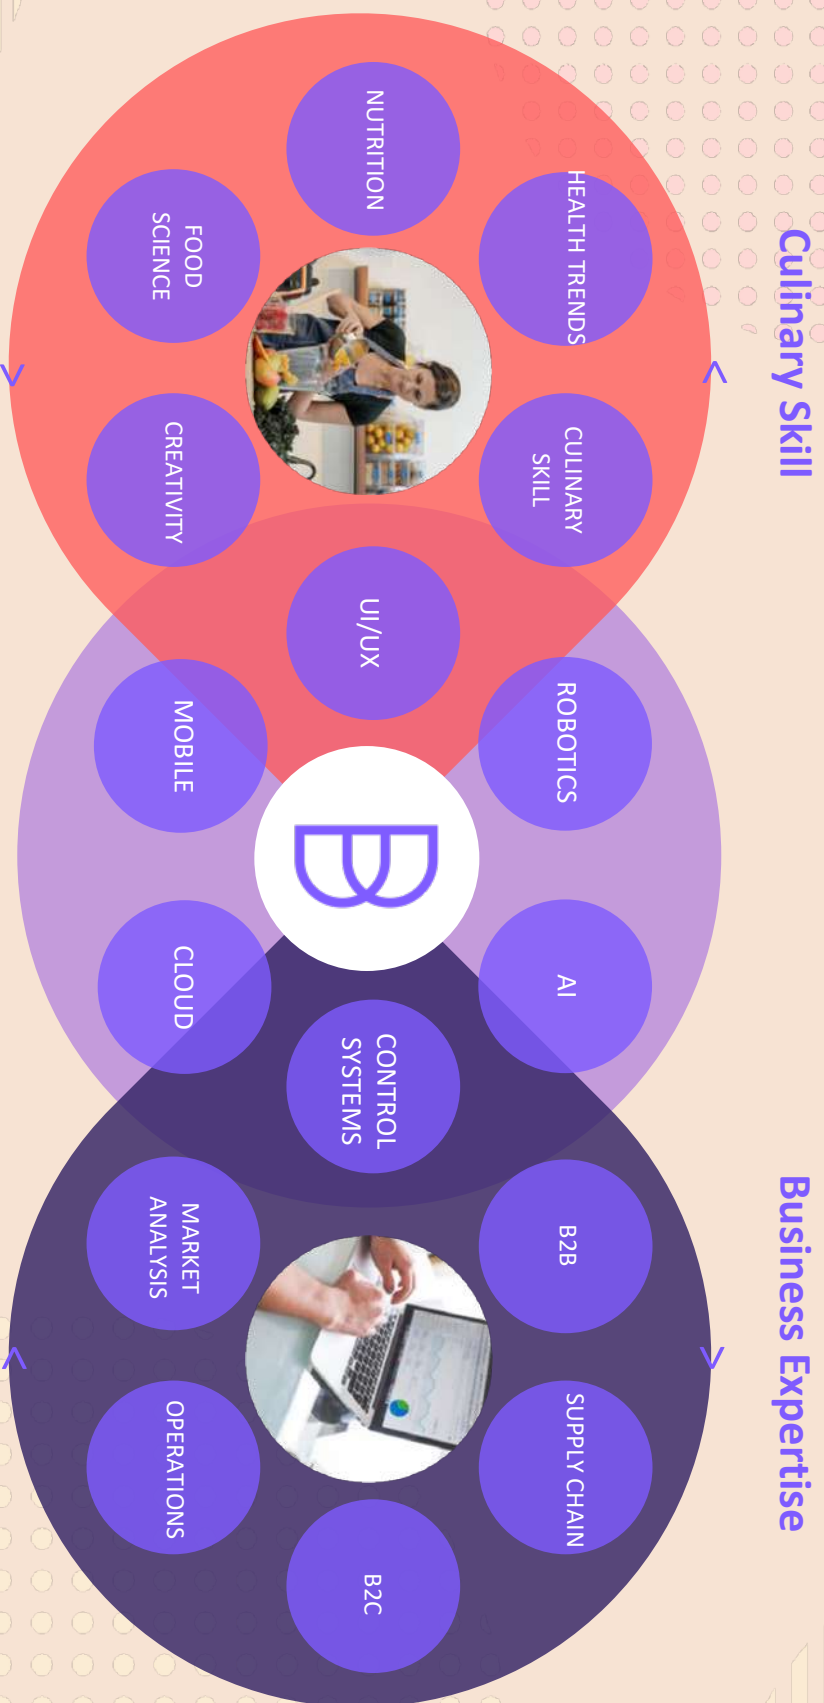 Culinary Skill
Business Expertise
HEALTH TRENDS
NUTRITION
FOOD
SCIENCE
CULINARY
SKILL
CREATIVITY
UI/UX
ROBOTICS
MOBILE
AI
CLOUD
CONTROL
SYSTEMS
B2B
MARKET
ANALYSIS
SUPPLY CHAIN
OPERATIONS
B2C